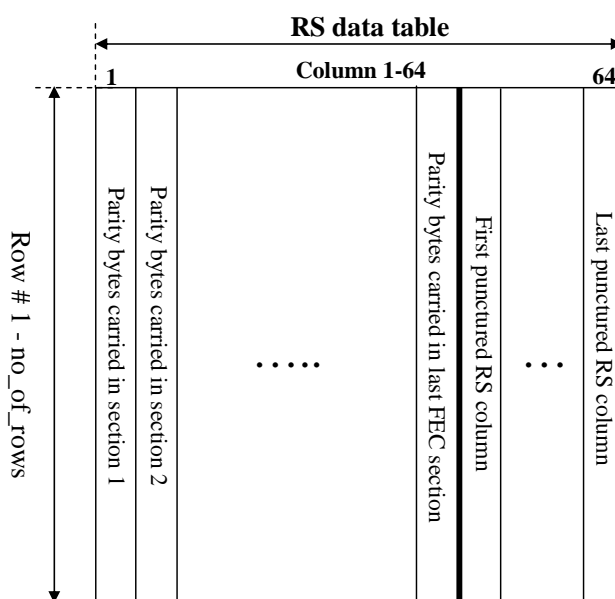 RS data table
Column 1-64
1
64
Row # 1 - no_of_rows
Parity bytes carried in section 1
Parity bytes carried in section 2
. . . . .
Parity bytes carried in last FEC section
First punctured RS column
. . .
Last punctured RS column